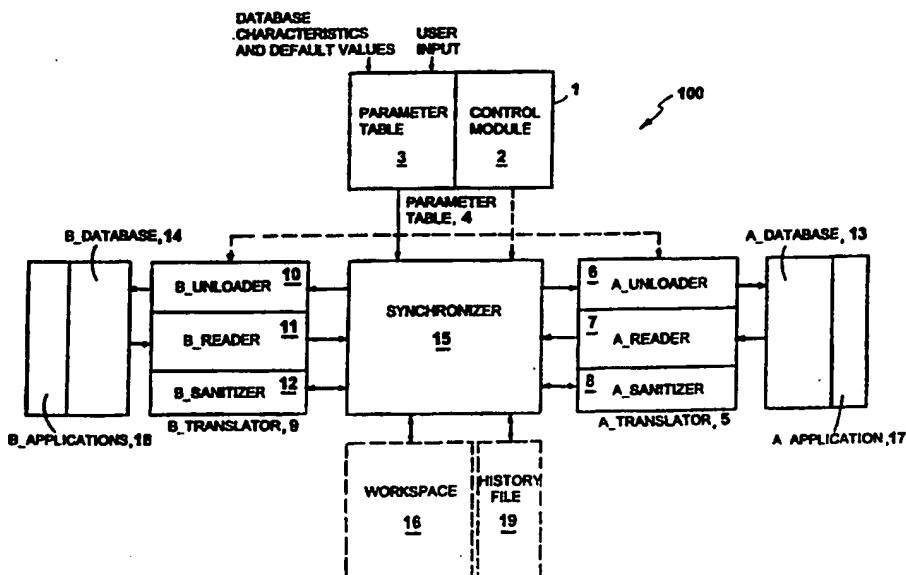 DATABASE
CHARACTERISTICS
AND DEFAULT VALUES
USER
INPUT
1
100
PARAMETER
TABLE
3
CONTROL
MODULE
2
PARAMETER
TABLE, 4
B_DATABASE, 14
A_DATABASE, 13
B_UNLOADER 10
B_READER 11
B_SANITIZER 12
SYNCHRONIZER
15
6 A_UNLOADER
7 A_READER
8 A_SANITIZER
B_APPLICATIONS, 18
B_TRANSLATOR, 9
A_TRANSLATOR, 5
A APPLICATION, 17
WORKSPACE
16
HISTORY
FILE
19